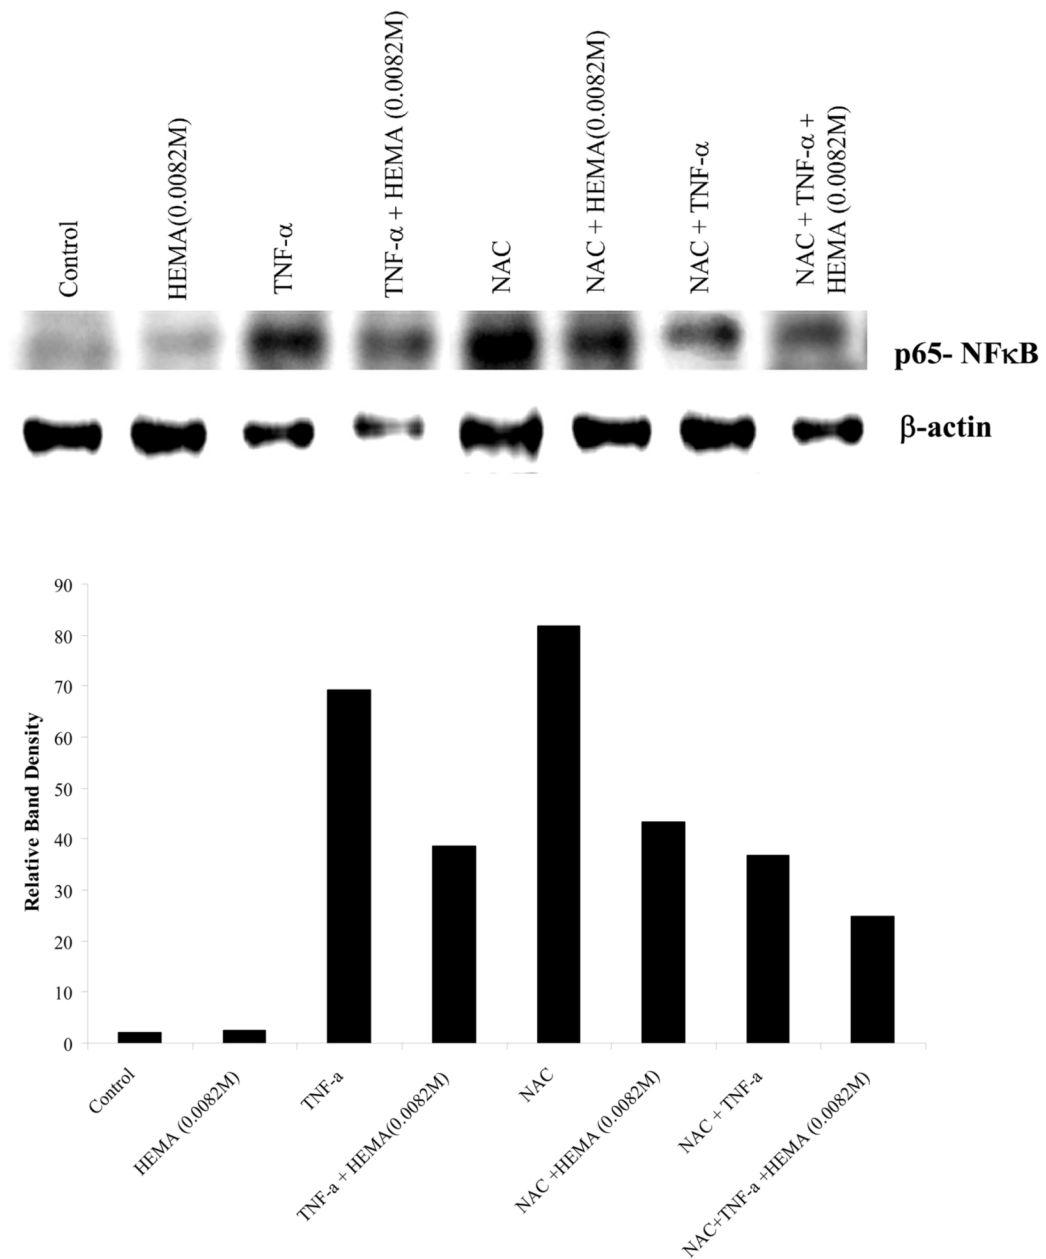 Control
HEMA(0.0082M)
TNF-α
TNF-α + HEMA (0.0082M)
NAC
NAC + HEMA(0.0082M)
NAC + TNF-α
NAC + TNF-α +
HEMA (0.0082M)
p65- NFκB
β-actin
90
80
70
60
50
40
30
20
10
0
Relative Band Density
Control
HEMA (0.0082M)
TNF-a
TNF-a + HEMA(0.0082M)
NAC
NAC +HEMA (0.0082M)
NAC + TNF-a
NAC+TNF-a +HEMA (0.0082M)